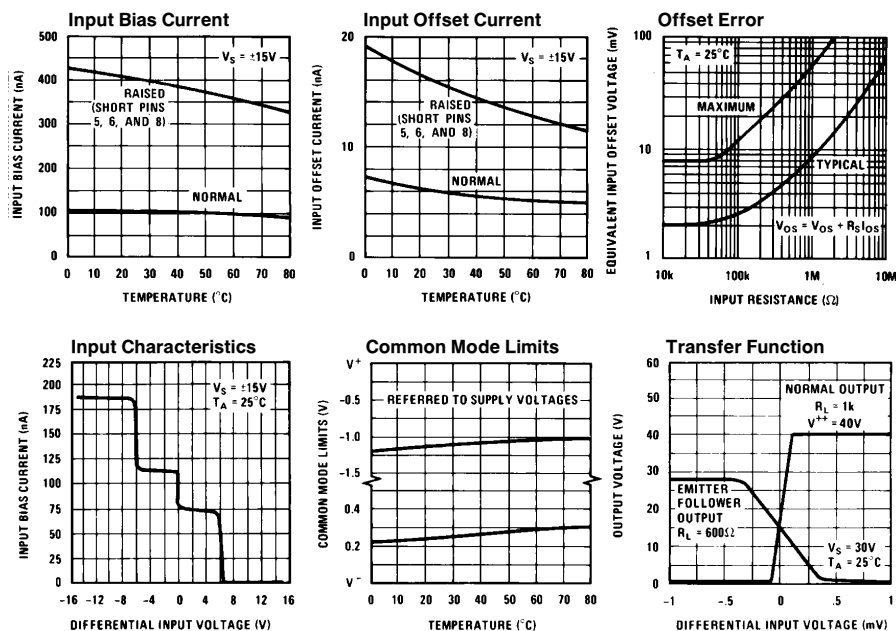 Input Bias Current
500
400
300
200
100
0
INPUT BIAS CURRENT (nA)
V_S = ±15V
RAISED
(SHORT PINS
5, 6, AND 8)
NORMAL
0 10 20 30 40 50 60 70 80
TEMPERATURE (°C)
Input Offset Current
20
10
0
INPUT OFFSET CURRENT (nA)
V_S = ±15V
RAISED
(SHORT PINS
5, 6, AND 8)
NORMAL
0 10 20 30 40 50 60 70 80
TEMPERATURE (°C)
Offset Error
100
10
1
EQUIVALENT INPUT OFFSET VOLTAGE (mV)
T_A = 25°C
MAXIMUM
TYPICAL
V_OS = V_OS + R_S I_OS
10k 100k 1M 10M
INPUT RESISTANCE (Ω)
Input Characteristics
225
200
175
150
125
100
75
50
25
0
INPUT BIAS CURRENT (nA)
V_S = ±15V
T_A = 25°C
-16 -12 -8 -4 0 4 8 12 16
DIFFERENTIAL INPUT VOLTAGE (V)
Common Mode Limits
V+
-0.5
-1.0
-1.5
0.4
0.2
V-
COMMON MODE LIMITS (V)
REFERRED TO SUPPLY VOLTAGES
0 10 20 30 40 50 60 70 80
TEMPERATURE (°C)
Transfer Function
60
50
40
30
20
10
0
OUTPUT VOLTAGE (V)
NORMAL OUTPUT
R_L = 1k
V++ = 40V
EMITTER
FOLLOWER
OUTPUT
R_L = 600Ω
V_S = 30V
T_A = 25°C
-1 -0.5 0 0.5 1
DIFFERENTIAL INPUT VOLTAGE (mV)